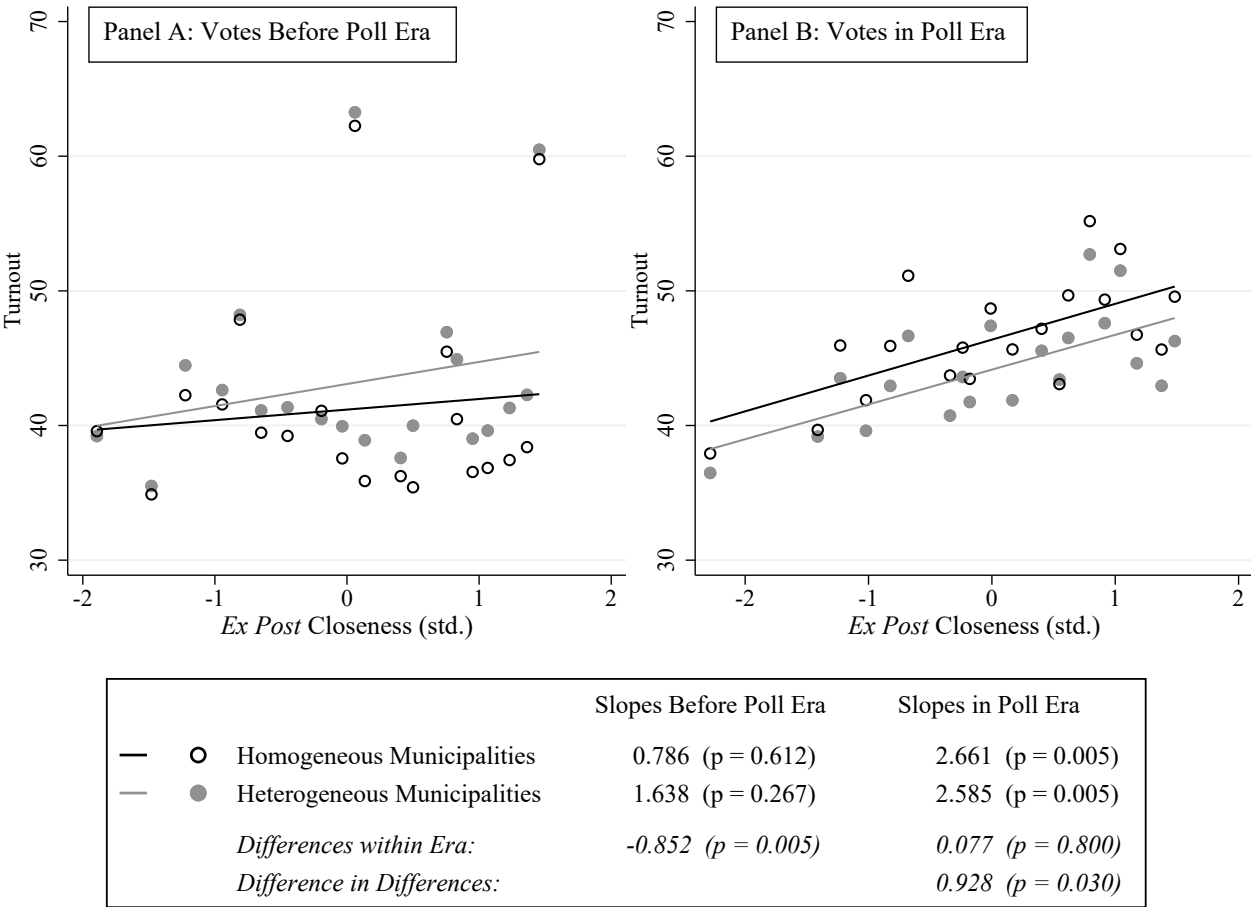 Panel A: Votes Before Poll Era
70
60
50
40
30
Turnout
-2 -1 0 1 2
Ex Post Closeness (std.)
Panel B: Votes in Poll Era
70
60
50
40
30
Turnout
-2 -1 0 1 2
Ex Post Closeness (std.)
Slopes Before Poll Era Slopes in Poll Era
Homogeneous Municipalities 0.786 (p = 0.612) 2.661 (p = 0.005)
Heterogeneous Municipalities 1.638 (p = 0.267) 2.585 (p = 0.005)
Differences within Era: -0.852 (p = 0.005) 0.077 (p = 0.800)
Difference in Differences: 0.928 (p = 0.030)